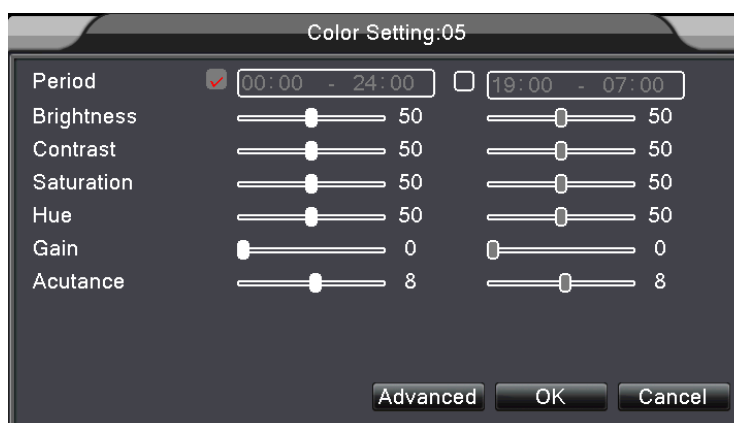 Color Setting:05
Period 00:00 - 24:00 19:00 - 07:00
Brightness 50 50
Contrast 50 50
Saturation 50 50
Hue 50 50
Gain 0 0
Acutance 8 8
Advanced OK Cancel